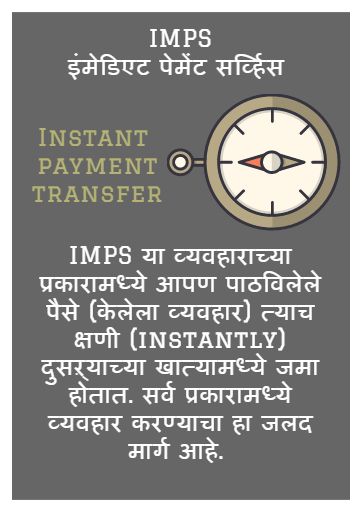 IMPS
इंमेडिएट पेमेंट सर्व्हिस
INSTANT
PAYMENT
TRANSFER
IMPS या व्यवहाराच्या
प्रकारामध्ये आपण पाठविलेले
पैसे (केलेला व्यवहार) त्याच
क्षणी (INSTANTLY)
दुसऱ्याच्या खात्यामध्ये जमा
होतात. सर्व प्रकारामध्ये
व्यवहार करण्याचा हा जलद
मार्ग आहे.